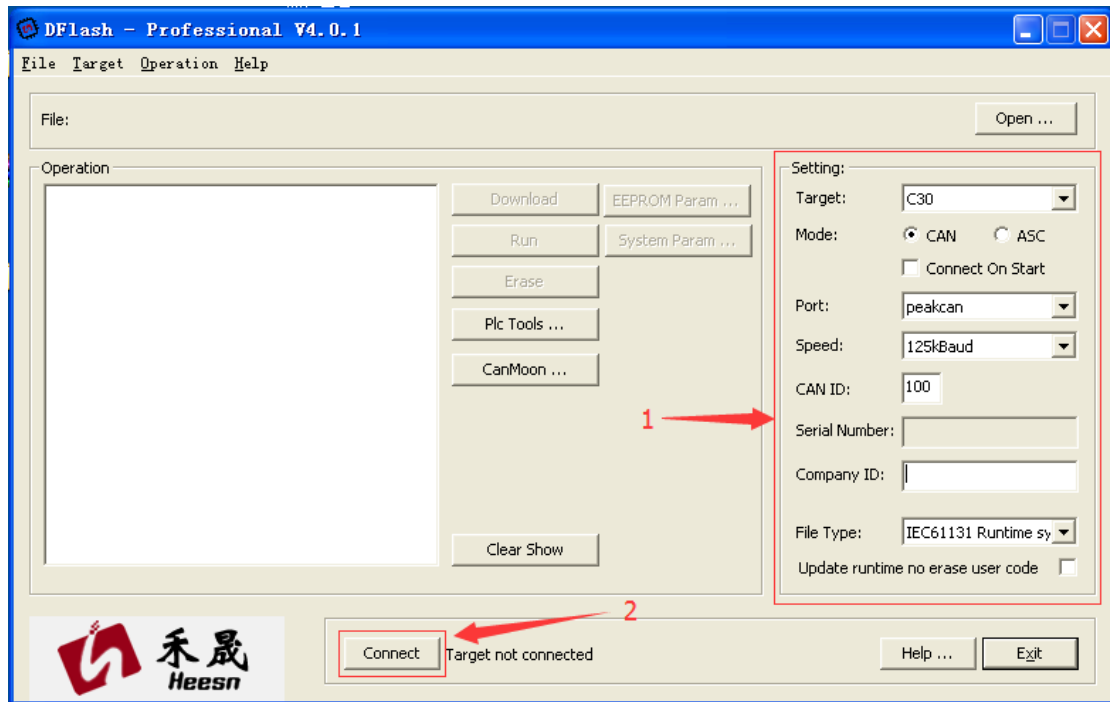 DFlash - Professional V4.0.1
File Target Operation Help
File:
Open ...
Operation
Download
EEPROM Param ...
Run
System Param ...
Erase
Plc Tools ...
CanMoon ...
Clear Show
1
Setting:
Target: C30
Mode: CAN ASC
Connect On Start
Port: peakcan
Speed: 125kBaud
CAN ID: 100
Serial Number:
Company ID:
File Type: IEC61131 Runtime sy
Update runtime no erase user code
2
禾晟
Heesn
Connect Target not connected
Help ... Exit